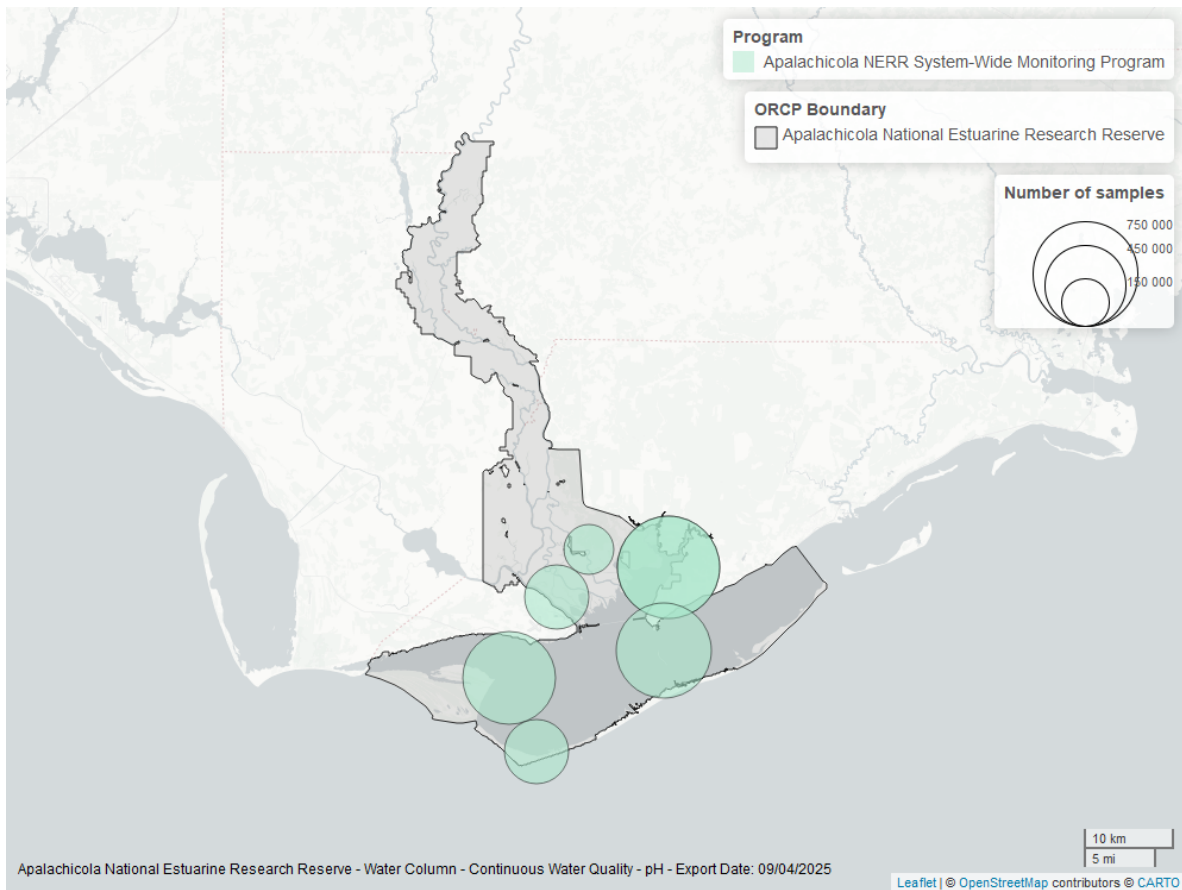 Program
Apalachicola NERR System-Wide Monitoring Program
ORCP Boundary
Apalachicola National Estuarine Research Reserve
Number of samples
750 000
450 000
150 000
10 km
5 mi
Apalachicola National Estuarine Research Reserve - Water Column - Continuous Water Quality - pH - Export Date: 09/04/2025
Leaflet | © OpenStreetMap contributors © CARTO